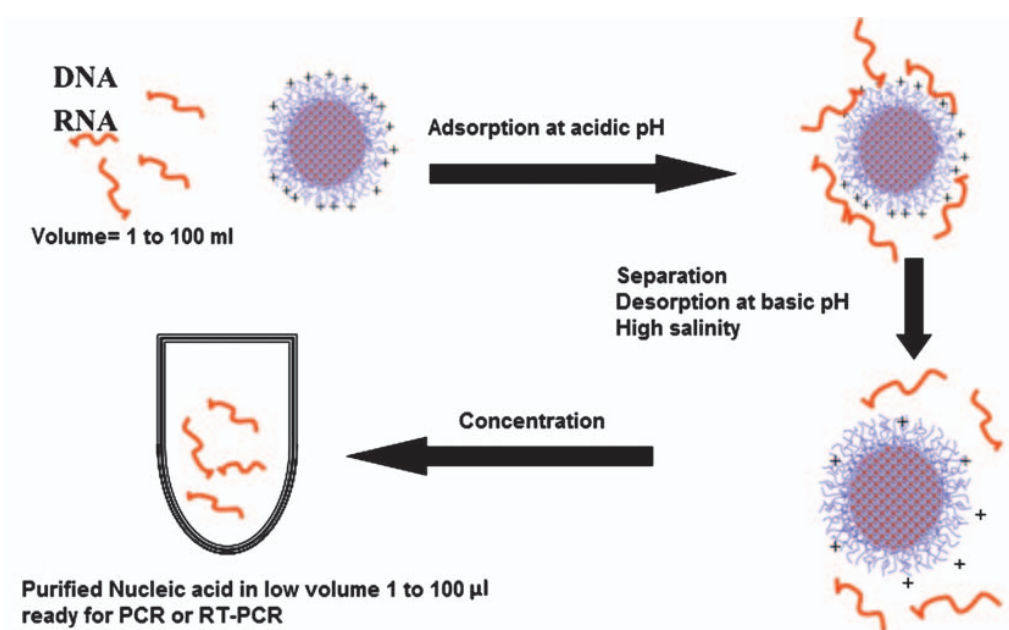 DNA
RNA
Volume= 1 to 100 ml
Adsorption at acidic pH
Separation
Desorption at basic pH
High salinity
Concentration
Purified Nucleic acid in low volume 1 to 100 µl
ready for PCR or RT-PCR